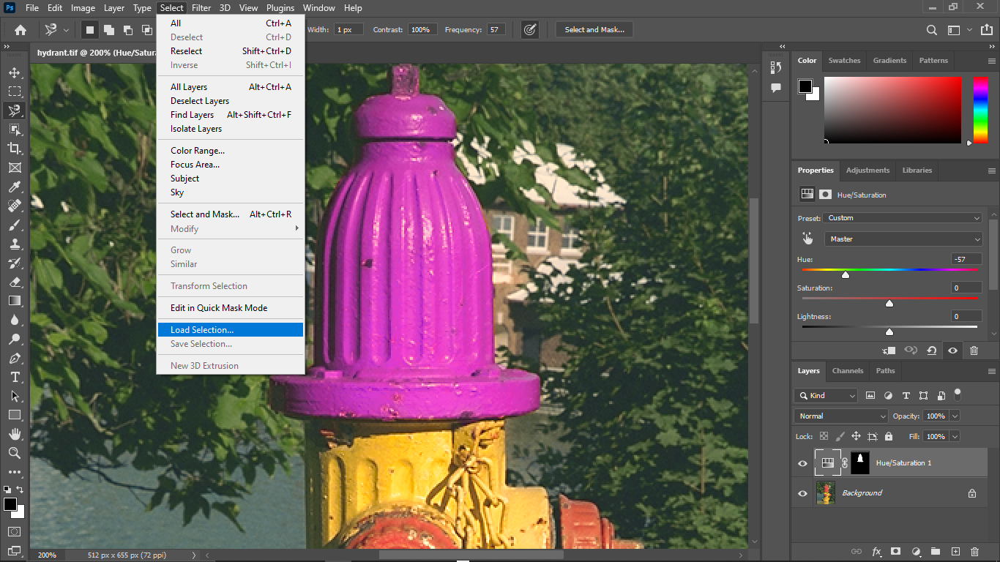 Ps File Edit Image Layer Type Select Filter 3D View Plugins Window Help
Width: 1 px Contrast: 100% Frequency: 57 Select and Mask...
hydrant.tif @ 200% (Hue/Satur
All Ctrl+A
Deselect Ctrl+D
Reselect Shift+Ctrl+D
Inverse Shift+Ctrl+I
All Layers Alt+Ctrl+A
Deselect Layers
Find Layers Alt+Shift+Ctrl+F
Isolate Layers
Color Range...
Focus Area...
Subject
Sky
Select and Mask... Alt+Ctrl+R
Modify
Grow
Similar
Transform Selection
Edit in Quick Mask Mode
Load Selection...
Save Selection...
New 3D Extrusion
Color Swatches Gradients Patterns
Properties Adjustments Libraries
Hue/Saturation
Preset: Custom
Master
Hue: -57
Saturation: 0
Lightness: 0
Layers Channels Paths
Kind
Normal Opacity: 100%
Lock: Fill: 100%
Hue/Saturation 1
Background
200% 512 px x 655 px (72 ppi)